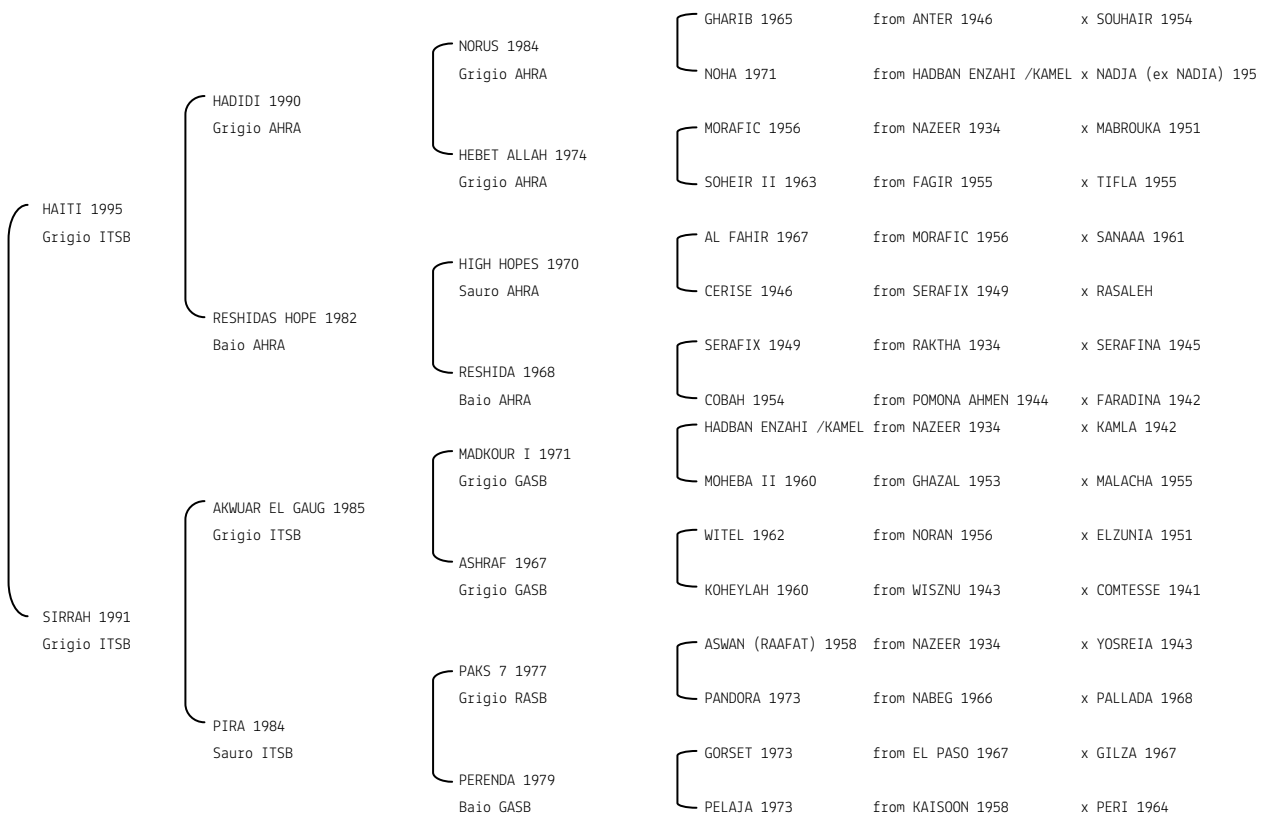 GHARIB 1965 from ANTER 1946 x SOUHAIR 1954
NORUS 1984
Grigio AHRA NOHA 1971 from HADBAN ENZAHI /KAMEL x NADJA (ex NADIA) 195
HADIDI 1990
Grigio AHRA MORAFIC 1956 from NAZEER 1934 x MABROUKA 1951
HEBET ALLAH 1974
Grigio AHRA SOHEIR II 1963 from FAGIR 1955 x TIFLA 1955
HAITI 1995
Grigio ITSB AL FAHIR 1967 from MORAFIC 1956 x SANAAA 1961
HIGH HOPES 1970
Sauro AHRA CERISE 1946 from SERAFIX 1949 x RASALEH
RESHIDAS HOPE 1982
Baio AHRA SERAFIX 1949 from RAKTHA 1934 x SERAFINA 1945
RESHIDA 1968
Baio AHRA COBAH 1954 from POMONA AHMEN 1944 x FARADINA 1942
HADBAN ENZAHI /KAMEL from NAZEER 1934 x KAMLA 1942
MADKOUR I 1971
Grigio GASB MOHEBA II 1960 from GHAZAL 1953 x MALACHA 1955
AKWUAR EL GAUG 1985
Grigio ITSB WITEL 1962 from NORAN 1956 x ELZUNIA 1951
ASHRAF 1967
Grigio GASB KOHEYLAH 1960 from WISZNU 1943 x COMTESSE 1941
SIRRAH 1991
Grigio ITSB ASWAN (RAAFAT) 1958 from NAZEER 1934 x YOSREIA 1943
PAKS 7 1977
Grigio RASB PANDORA 1973 from NABEG 1966 x PALLADA 1968
PIRA 1984
Sauro ITSB GORSET 1973 from EL PASO 1967 x GILZA 1967
PERENDA 1979
Baio GASB PELAJA 1973 from KAISOON 1958 x PERI 1964